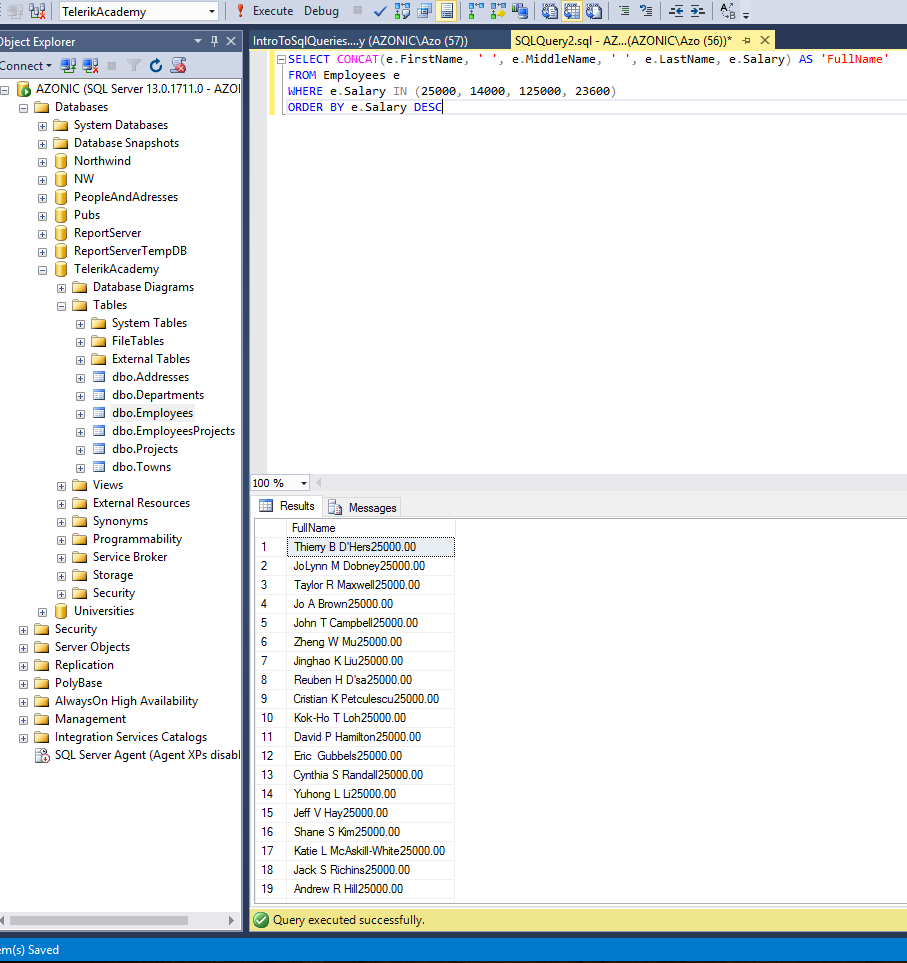 TelerikAcademy
Execute Debug
Object Explorer
IntroToSqlQueries....y (AZONIC\Azo (57))
SQLQuery2.sql - AZ...(AZONIC\Azo (56))*
Connect
SELECT CONCAT(e.FirstName, ' ', e.MiddleName, ' ', e.LastName, e.Salary) AS 'FullName'
FROM Employees e
WHERE e.Salary IN (25000, 14000, 125000, 23600)
ORDER BY e.Salary DESC
AZONIC (SQL Server 13.0.1711.0 - AZOI
Databases
System Databases
Database Snapshots
Northwind
NW
PeopleAndAdresses
Pubs
ReportServer
ReportServerTempDB
TelerikAcademy
Database Diagrams
Tables
System Tables
FileTables
External Tables
dbo.Addresses
dbo.Departments
dbo.Employees
dbo.EmployeesProjects
dbo.Projects
dbo.Towns
Views
External Resources
Synonyms
Programmability
Service Broker
Storage
Security
Universities
Security
Server Objects
Replication
PolyBase
AlwaysOn High Availability
Management
Integration Services Catalogs
SQL Server Agent (Agent XPs disabl
100 %
Results Messages
FullName
1 Thierry B D'Hers25000.00
2 JoLynn M Dobney25000.00
3 Taylor R Maxwell25000.00
4 Jo A Brown25000.00
5 John T Campbell25000.00
6 Zheng W Mu25000.00
7 Jinghao K Liu25000.00
8 Reuben H D'sa25000.00
9 Cristian K Petculescu25000.00
10 Kok-Ho T Loh25000.00
11 David P Hamilton25000.00
12 Eric  Gubbels25000.00
13 Cynthia S Randall25000.00
14 Yuhong L Li25000.00
15 Jeff V Hay25000.00
16 Shane S Kim25000.00
17 Katie L McAskill-White25000.00
18 Jack S Richins25000.00
19 Andrew R Hill25000.00
Query executed successfully.
em(s) Saved